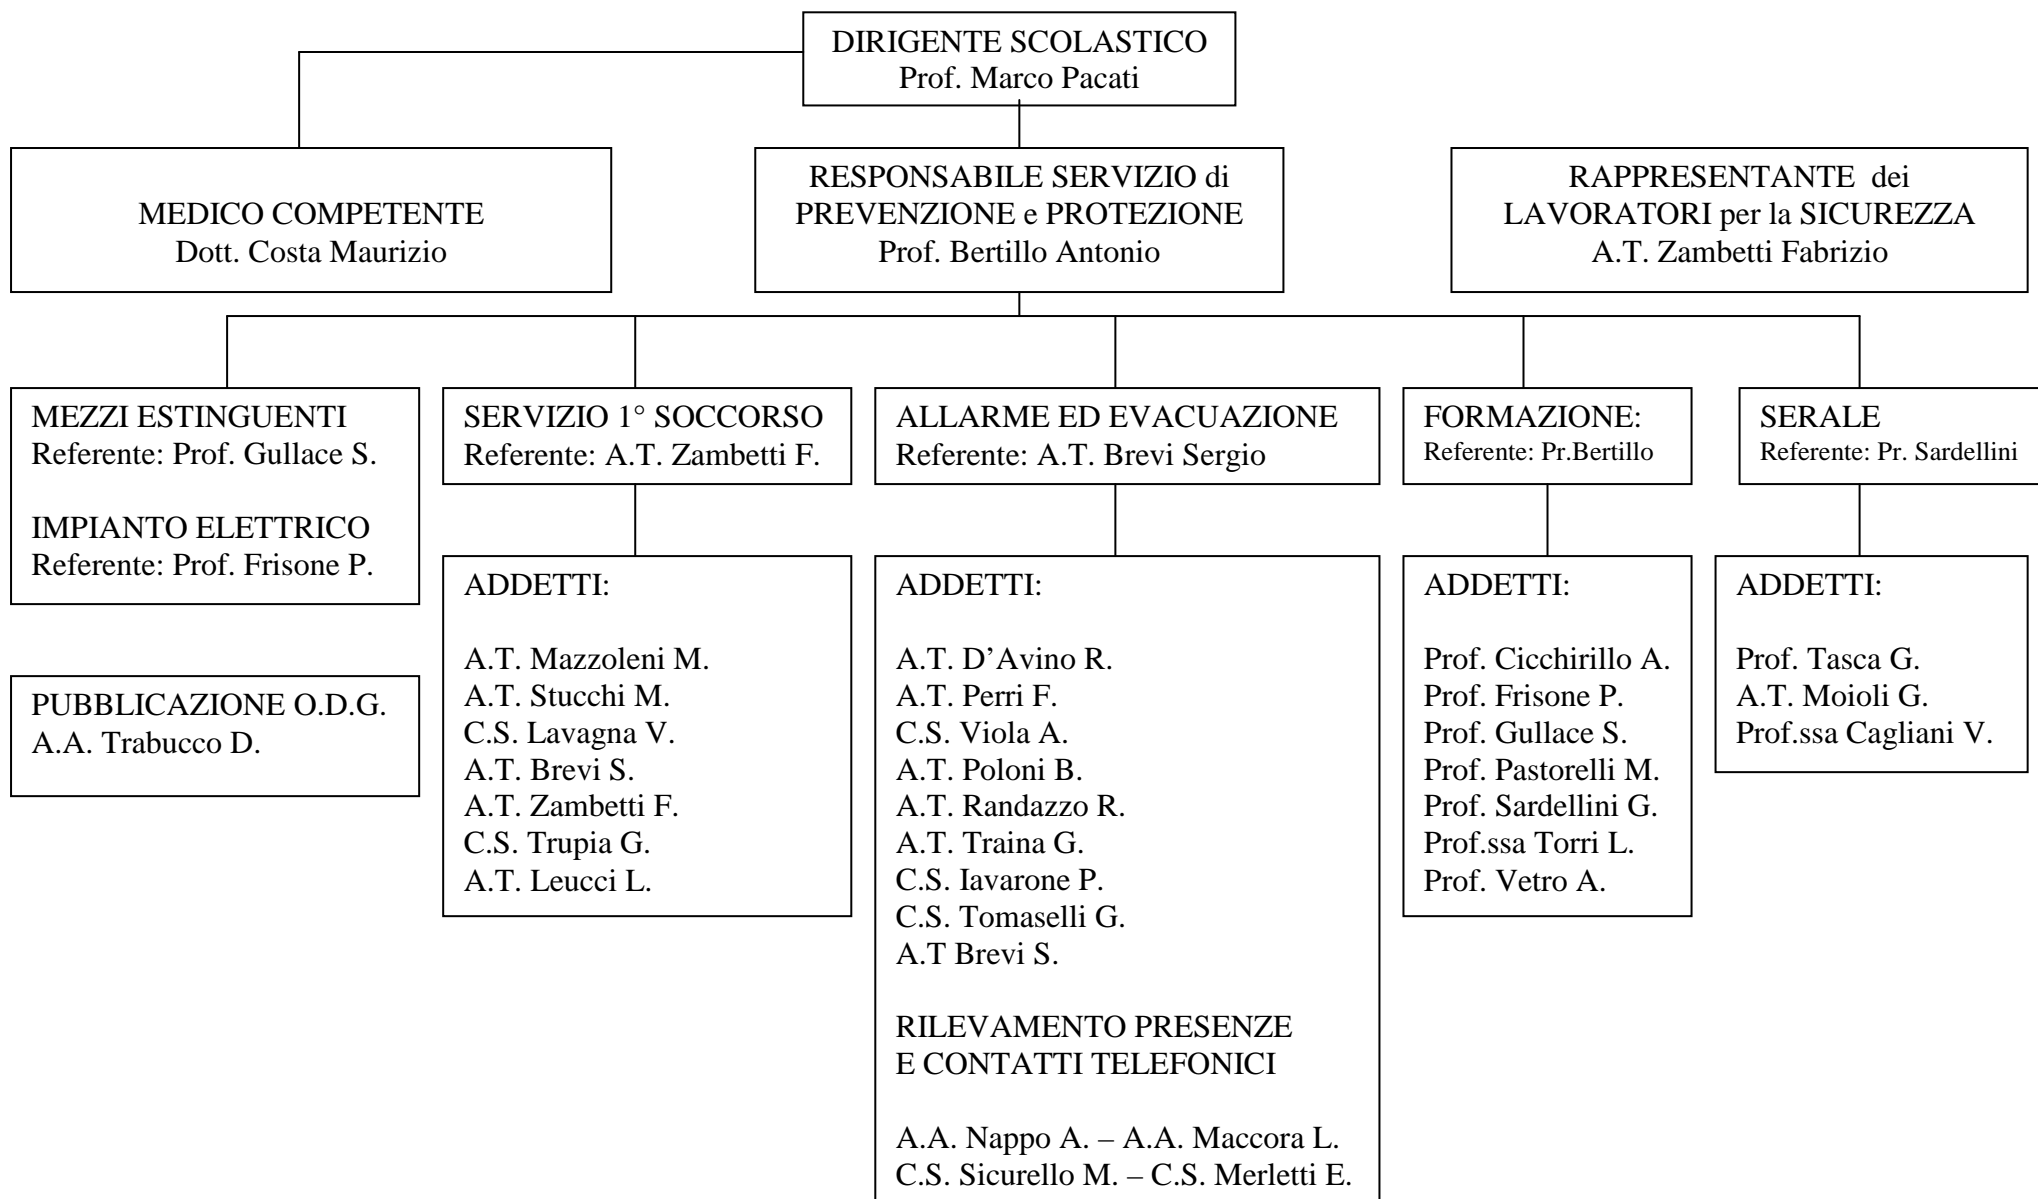 DIRIGENTE SCOLASTICO
Prof. Marco Pacati
MEDICO COMPETENTE
Dott. Costa Maurizio
RESPONSABILE SERVIZIO di
PREVENZIONE e PROTEZIONE
Prof. Bertillo Antonio
RAPPRESENTANTE dei
LAVORATORI per la SICUREZZA
A.T. Zambetti Fabrizio
MEZZI ESTINGUENTI
Referente: Prof. Gullace S.
IMPIANTO ELETTRICO
Referente: Prof. Frisone P.
PUBBLICAZIONE O.D.G.
A.A. Trabucco D.
SERVIZIO 1° SOCCORSO
Referente: A.T. Zambetti F.
ADDETTI:
A.T. Mazzoleni M.
A.T. Stucchi M.
C.S. Lavagna V.
A.T. Brevi S.
A.T. Zambetti F.
C.S. Trupia G.
A.T. Leucci L.
ALLARME ED EVACUAZIONE
Referente: A.T. Brevi Sergio
ADDETTI:
A.T. D’Avino R.
A.T. Perri F.
C.S. Viola A.
A.T. Poloni B.
A.T. Randazzo R.
A.T. Traina G.
C.S. Iavarone P.
C.S. Tomaselli G.
A.T Brevi S.
RILEVAMENTO PRESENZE
E CONTATTI TELEFONICI
A.A. Nappo A. – A.A. Maccora L.
C.S. Sicurello M. – C.S. Merletti E.
FORMAZIONE:
Referente: Pr.Bertillo
ADDETTI:
Prof. Cicchirillo A.
Prof. Frisone P.
Prof. Gullace S.
Prof. Pastorelli M.
Prof. Sardellini G.
Prof.ssa Torri L.
Prof. Vetro A.
SERALE
Referente: Pr. Sardellini
ADDETTI:
Prof. Tasca G.
A.T. Moioli G.
Prof.ssa Cagliani V.